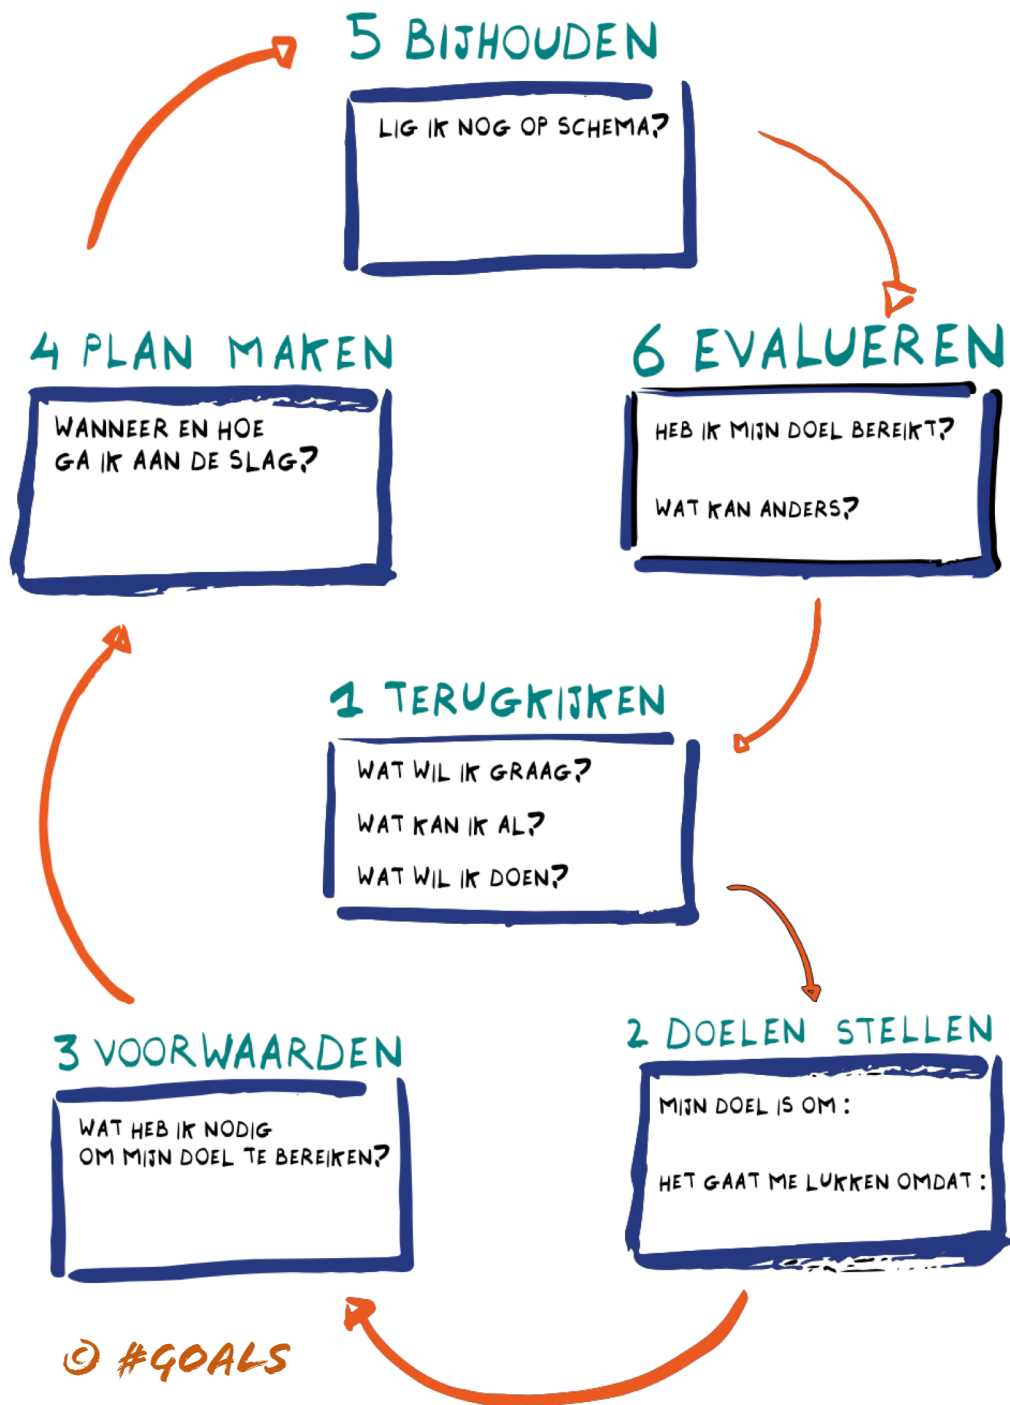 5 BIJHOUDEN
LIG IK NOG OP SCHEMA?
4 PLAN MAKEN
WANNEER EN HOE
GA IK AAN DE SLAG?
6 EVALUEREN
HEB IK MIJN DOEL BEREIKT?
WAT KAN ANDERS?
1 TERUGKIJKEN
WAT WIL IK GRAAG?
WAT KAN IK AL?
WAT WIL IK DOEN?
3 VOORWAARDEN
WAT HEB IK NODIG
OM MIJN DOEL TE BEREIKEN?
2 DOELEN STELLEN
MIJN DOEL IS OM :
HET GAAT ME LUKKEN OMDAT :
© #GOALS